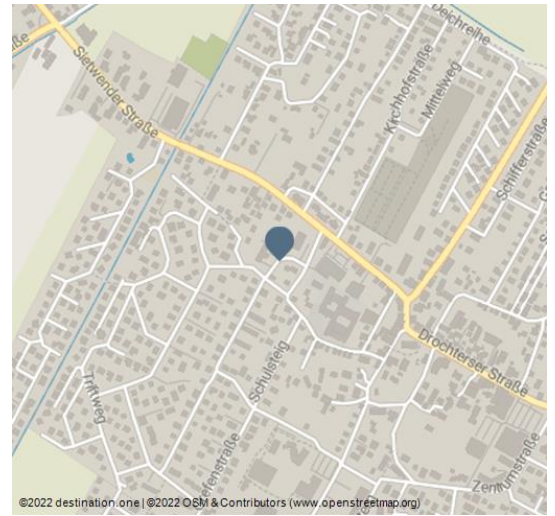 Deichreihe
Sietwender Straße
Kirchhofstraße
Mittelweg
Schifferstraße
Drochterser Straße
Schulsteig
Triftweg
Zentrumstraße
©2022 destination.one | ©2022 OSM & Contributors (www.openstreetmap.org)